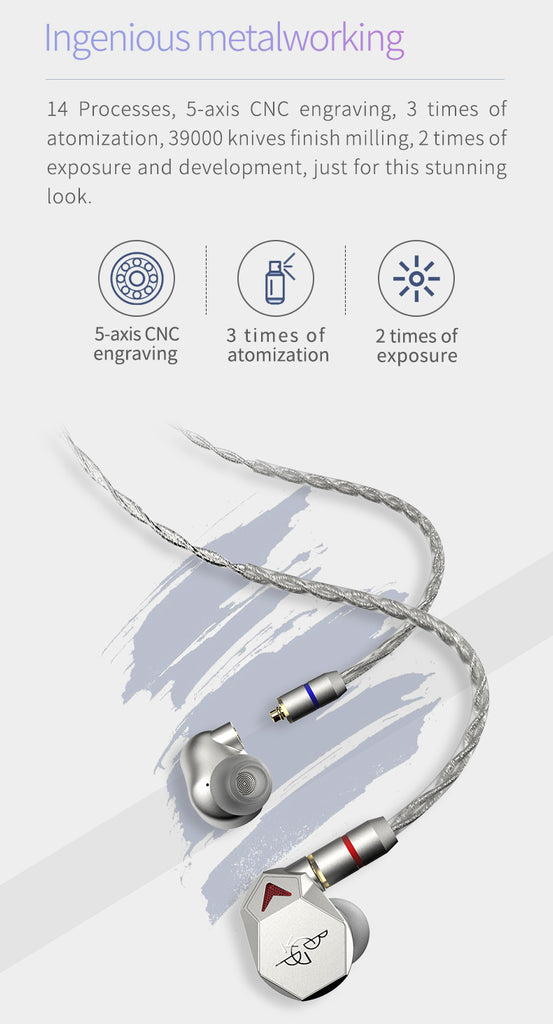 Ingenious metalworking
14 Processes, 5-axis CNC engraving, 3 times of
atomization, 39000 knives finish milling, 2 times of
exposure and development, just for this stunning
look.
5-axis CNC
engraving
3 times of
atomization
2 times of
exposure